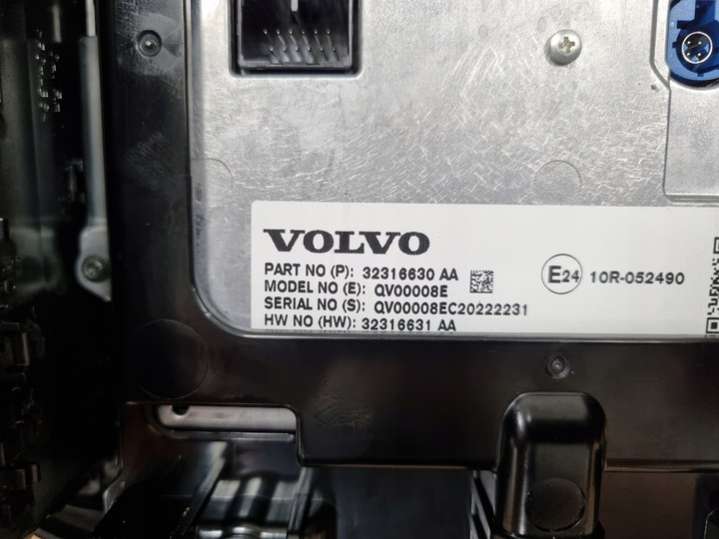 VOLVO
PART NO (P): 32316630 AA
MODEL NO (E): QV00008E
SERIAL NO (S): QV00008EC20222231
HW NO (HW): 32316631 AA
E24 10R-052490